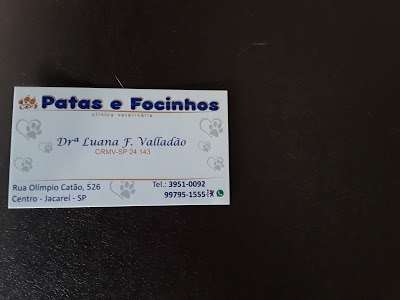 Patas e Focinhos
clínica veterinária
Drª Luana F. Valladão
CRMV-SP 24.143
Rua Olímpio Catão, 526
Centro - Jacareí - SP
Tel.: 3951-0092
99795-1555